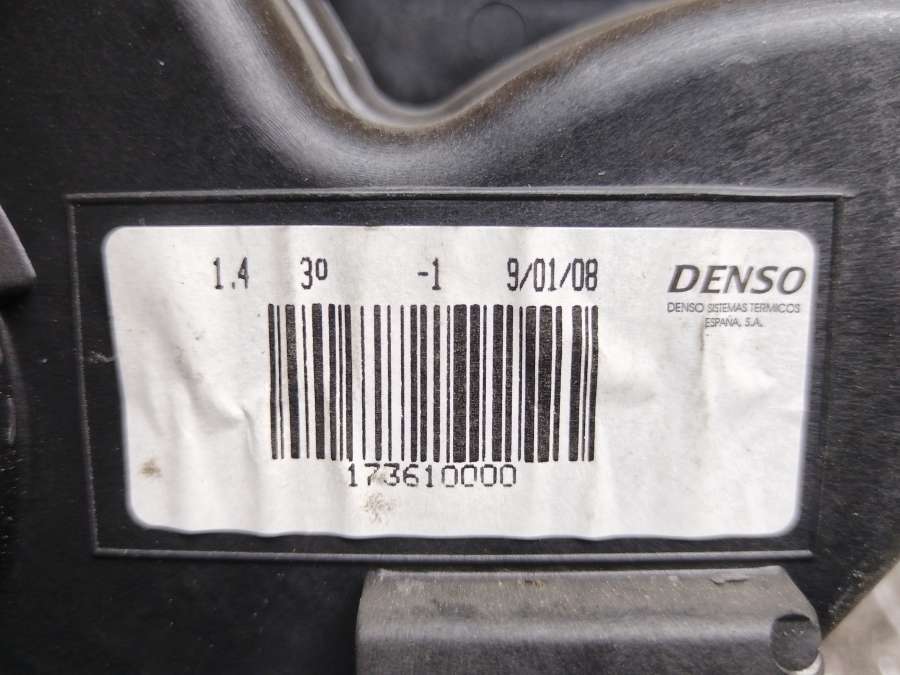 1.4 3º -1 9/01/08
DENSO
DENSO SISTEMAS TERMICOS
ESPAÑA, S.A.
173610000